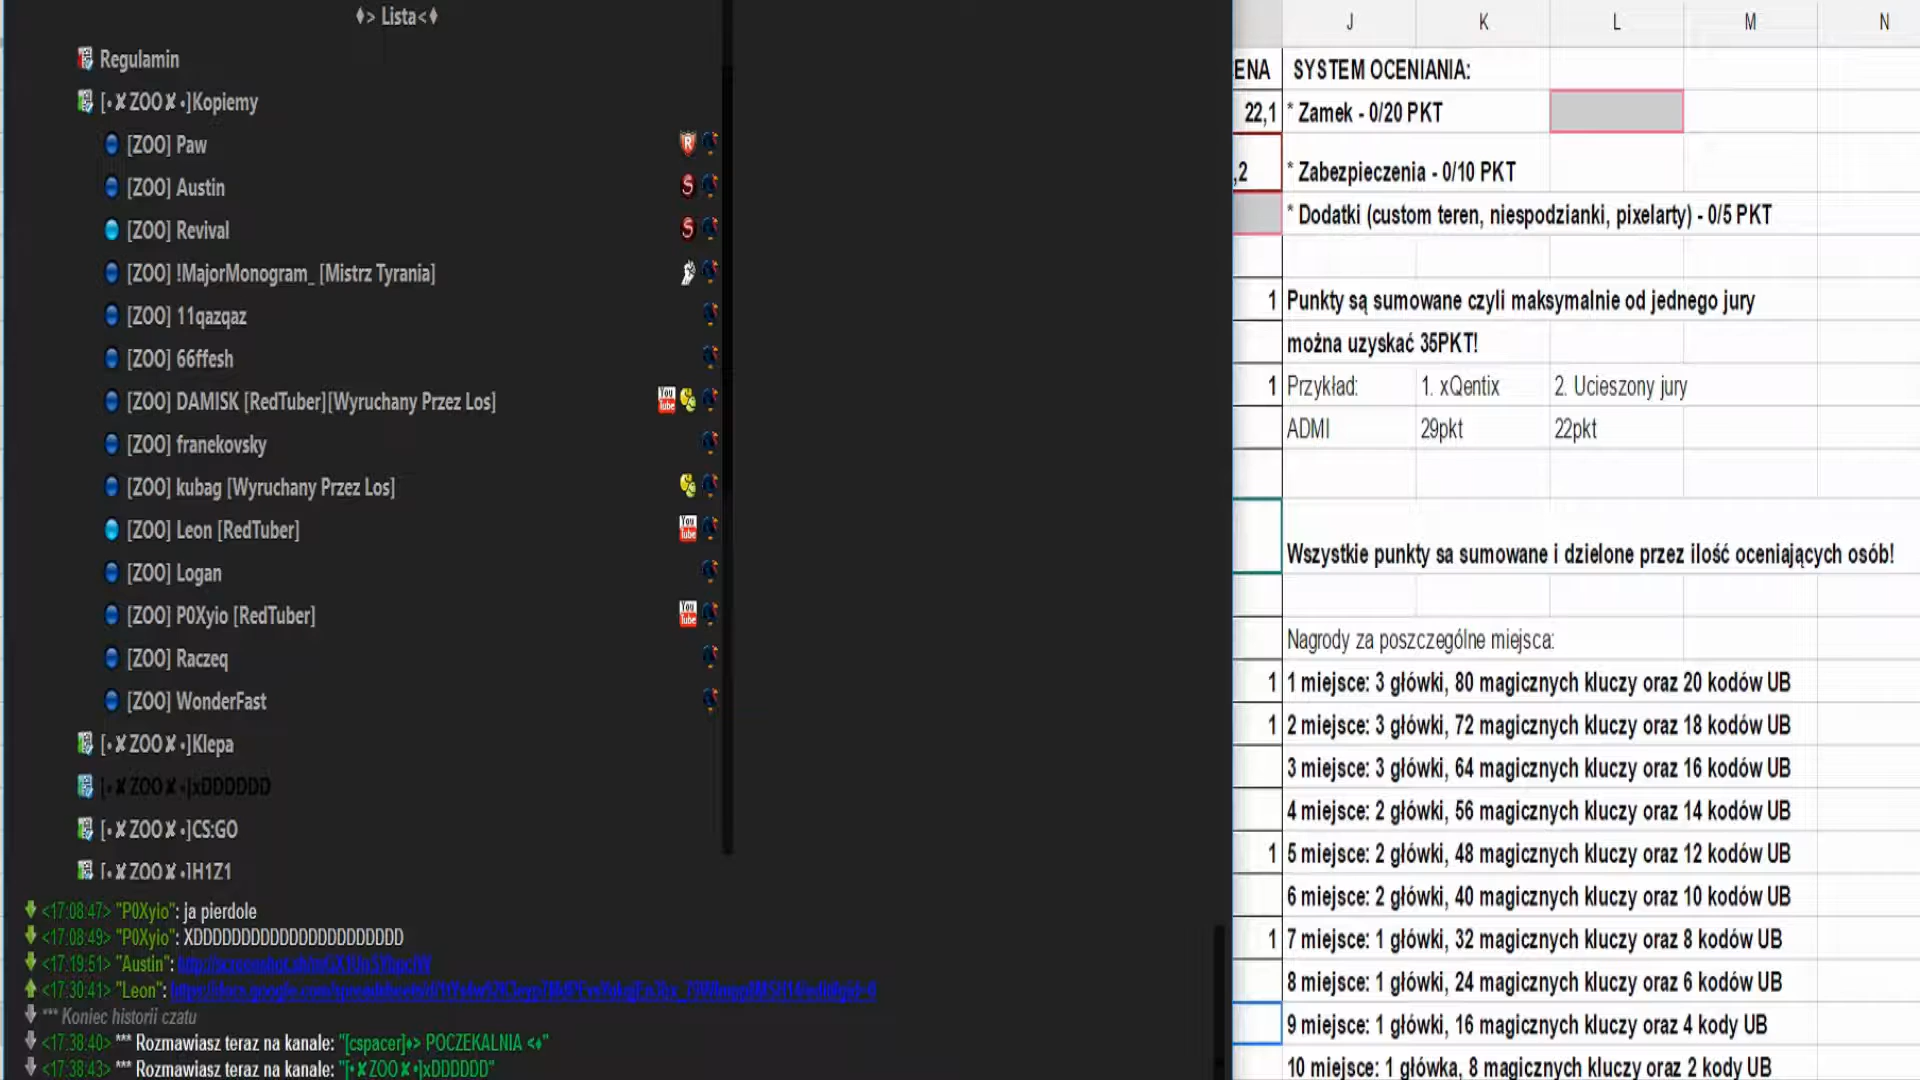 ♦> Lista<♦
Regulamin
[•✘ZOO✘•]Kopiemy
[ZOO] Paw
[ZOO] Austin
[ZOO] Revival
[ZOO] !MajorMonogram_ [Mistrz Tyrania]
[ZOO] 11qazqaz
[ZOO] 66ffesh
[ZOO] DAMISK [RedTuber][Wyruchany Przez Los]
[ZOO] franekovsky
[ZOO] kubag [Wyruchany Przez Los]
[ZOO] Leon [RedTuber]
[ZOO] Logan
[ZOO] P0Xyio [RedTuber]
[ZOO] Raczeq
[ZOO] WonderFast
[•✘ZOO✘•]Klepa
[•✘ZOO✘•]xDDDDDD
[•✘ZOO✘•]CS:GO
[•✘ZOO✘•]H1Z1
<17:08:47> "P0Xyio": ja pierdole
<17:08:49> "P0Xyio": XDDDDDDDDDDDDDDDDDDDDDD
<17:19:51> "Austin":
<17:30:41> "Leon":
*** Koniec historii czatu
<17:38:40> *** Rozmawiasz teraz na kanale: "[cspacer]♦> POCZEKALNIA <♦"
<17:38:43> *** Rozmawiasz teraz na kanale: "[•✘ZOO✘•]xDDDDDD"
J K L M N
ENA SYSTEM OCENIANIA:
22,1 * Zamek - 0/20 PKT
,2 * Zabezpieczenia - 0/10 PKT
* Dodatki (custom teren, niespodzianki, pixelarty) - 0/5 PKT
1 Punkty są sumowane czyli maksymalnie od jednego jury
można uzyskać 35PKT!
1 Przykład: 1. xQentix 2. Ucieszony jury
ADMI 29pkt 22pkt
Wszystkie punkty sa sumowane i dzielone przez ilość oceniających osób!
Nagrody za poszczególne miejsca:
1 1 miejsce: 3 główki, 80 magicznych kluczy oraz 20 kodów UB
1 2 miejsce: 3 główki, 72 magicznych kluczy oraz 18 kodów UB
3 miejsce: 3 główki, 64 magicznych kluczy oraz 16 kodów UB
4 miejsce: 2 główki, 56 magicznych kluczy oraz 14 kodów UB
1 5 miejsce: 2 główki, 48 magicznych kluczy oraz 12 kodów UB
6 miejsce: 2 główki, 40 magicznych kluczy oraz 10 kodów UB
1 7 miejsce: 1 główki, 32 magicznych kluczy oraz 8 kodów UB
8 miejsce: 1 główki, 24 magicznych kluczy oraz 6 kodów UB
9 miejsce: 1 główki, 16 magicznych kluczy oraz 4 kody UB
10 miejsce: 1 główka, 8 magicznych kluczy oraz 2 kody UB